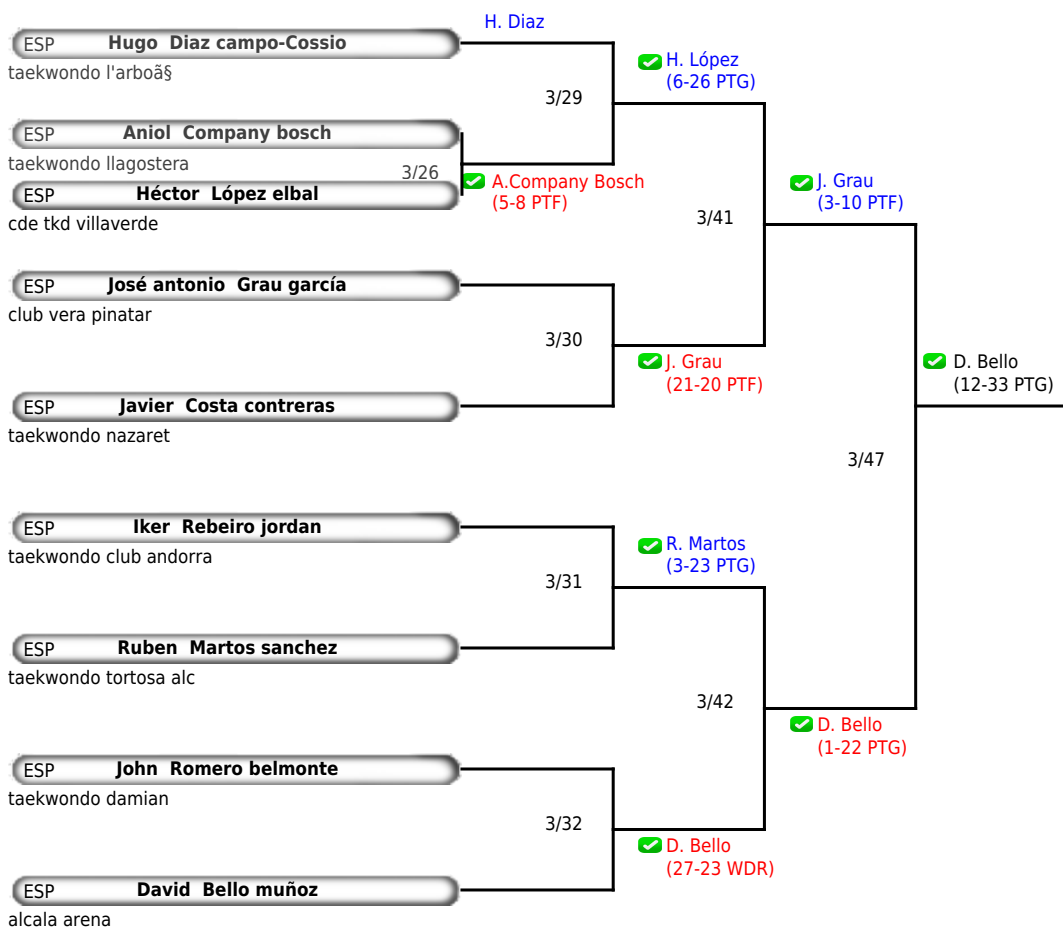 H. Diaz
ESP Hugo Diaz campo-Cossio
taekwondo l'arboã§
H. López
(6-26 PTG)
3/29
ESP Aniol Company bosch
taekwondo llagostera
3/26
A.Company Bosch
(5-8 PTF)
ESP Héctor López elbal
cde tkd villaverde
J. Grau
(3-10 PTF)
3/41
ESP José antonio Grau garcía
club vera pinatar
3/30
J. Grau
(21-20 PTF)
D. Bello
(12-33 PTG)
ESP Javier Costa contreras
taekwondo nazaret
3/47
ESP Iker Rebeiro jordan
taekwondo club andorra
R. Martos
(3-23 PTG)
3/31
ESP Ruben Martos sanchez
taekwondo tortosa alc
3/42
D. Bello
(1-22 PTG)
ESP John Romero belmonte
taekwondo damian
3/32
D. Bello
(27-23 WDR)
ESP David Bello muñoz
alcala arena